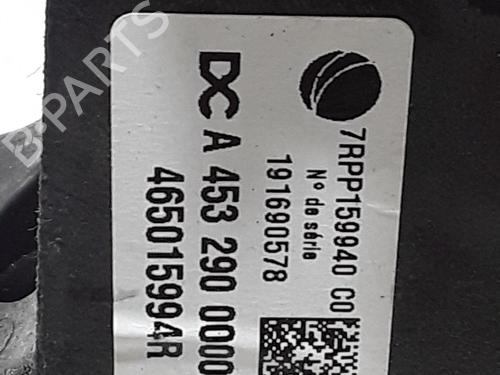 7RPP159940 C0
Nº de série
191690578
DC A 453 290 0000
465015994R
B-PARTS